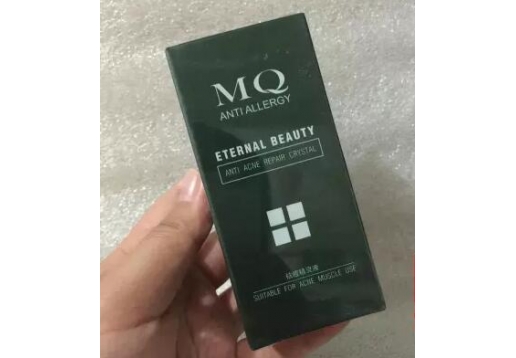 MQ
ANTI ALLERGY
ETERNAL BEAUTY
ANTI ACNE REPAIR CRYSTAL
SUITABLE FOR ACNE MUSCLE USE